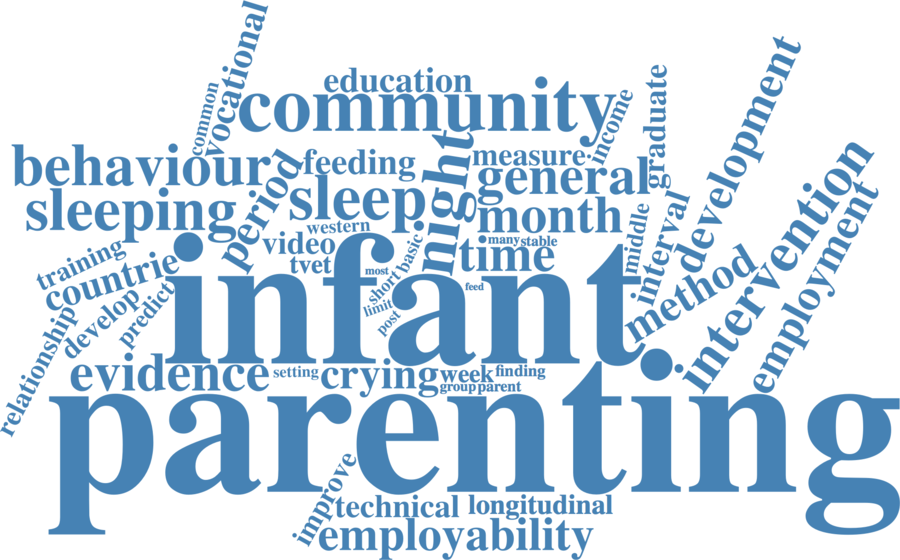 vocational
common
education
community
income
graduate
development
behaviour
period
feeding
night
measure
general
sleeping
sleep
month
western
video
tvet
most
short
basic
limit
post
feed
many
stable
time
middle
interval
method
intervention
employment
training
countrie
develop
predict
relationship
infant
evidence
setting
crying
week
finding
group
parent
parenting
improve
technical
longitudinal
employability